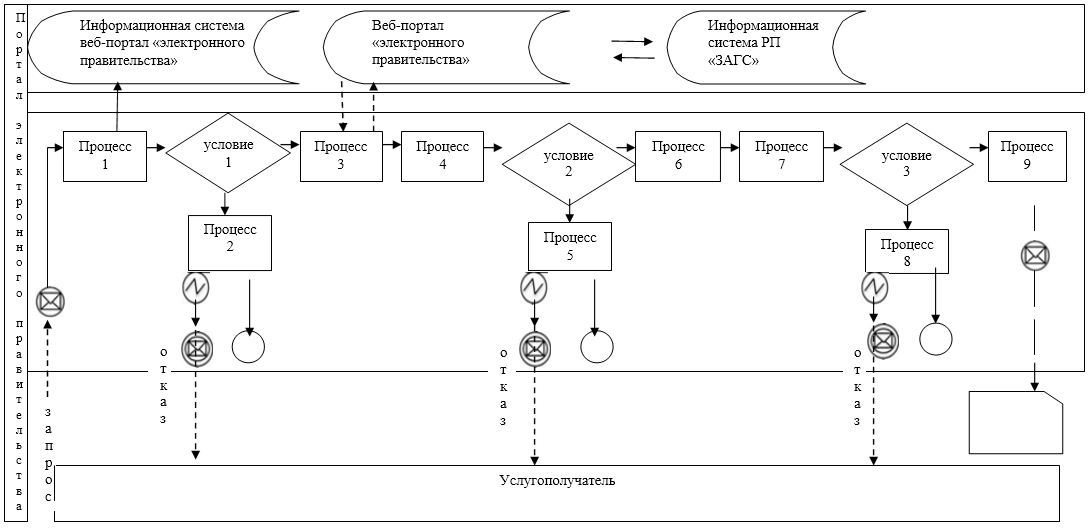 Портал электронного правительства
Информационная система
веб-портал «электронного
правительства»
Веб-портал
«электронного
правительства»
Информационная
система РП
«ЗАГС»
Процесс
1
условие
1
Процесс
3
Процесс
4
условие
2
Процесс
6
Процесс
7
условие
3
Процесс
9
Процесс
2
Процесс
5
Процесс
8
отказ
отказ
отказ
запрос
Услугополучатель